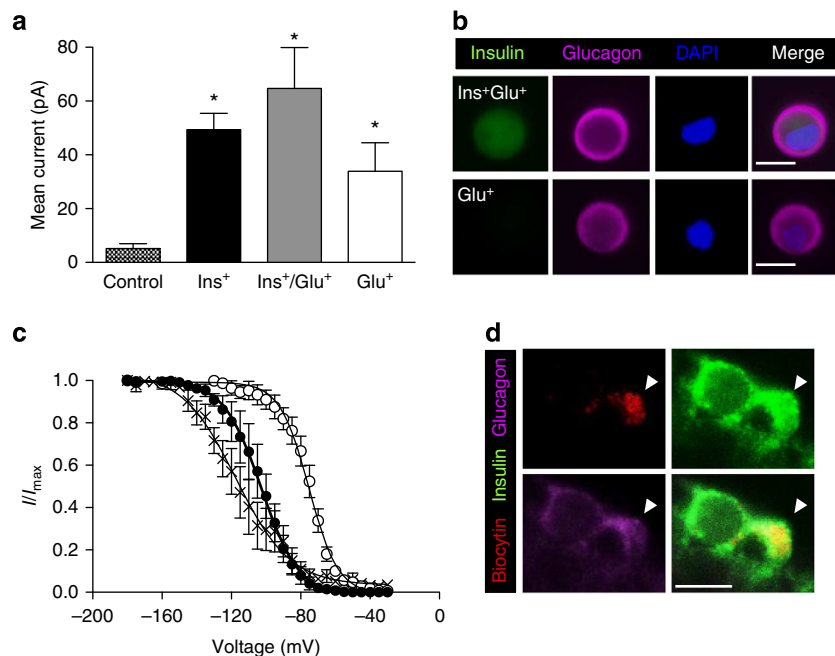 a
Mean current (pA)
80
60
40
20
0
*
*
*
Control Ins⁺ Ins⁺/Glu⁺ Glu⁺
b
Insulin Glucagon DAPI Merge
Ins⁺Glu⁺
Glu⁺
c
I/Imax
1.0
0.8
0.6
0.4
0.2
0.0
−200 −160 −120 −80 −40 0
Voltage (mV)
d
Biocytin Insulin Glucagon